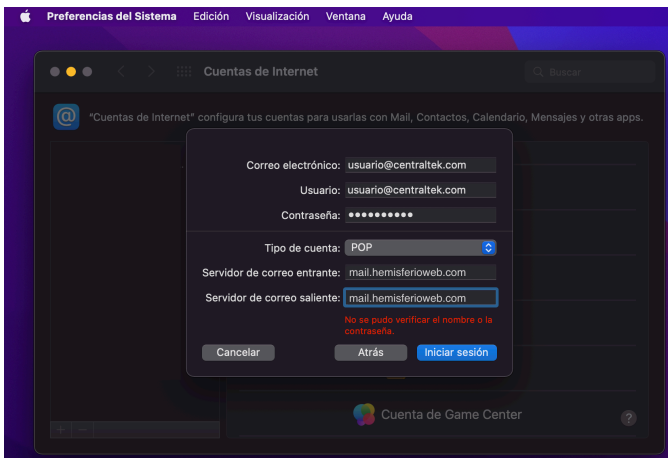 Preferencias del Sistema Edición Visualización Ventana Ayuda
Cuentas de Internet
Buscar
"Cuentas de Internet" configura tus cuentas para usarlas con Mail, Contactos, Calendario, Mensajes y otras apps.
Correo electrónico: usuario@centraltek.com
Usuario: usuario@centraltek.com
Contraseña: ●●●●●●●●●●
Tipo de cuenta: POP
Servidor de correo entrante: mail.hemisferioweb.com
Servidor de correo saliente: mail.hemisferioweb.com
No se pudo verificar el nombre o la
contraseña.
Cancelar Atrás Iniciar sesión
Cuenta de Game Center ?
+ −